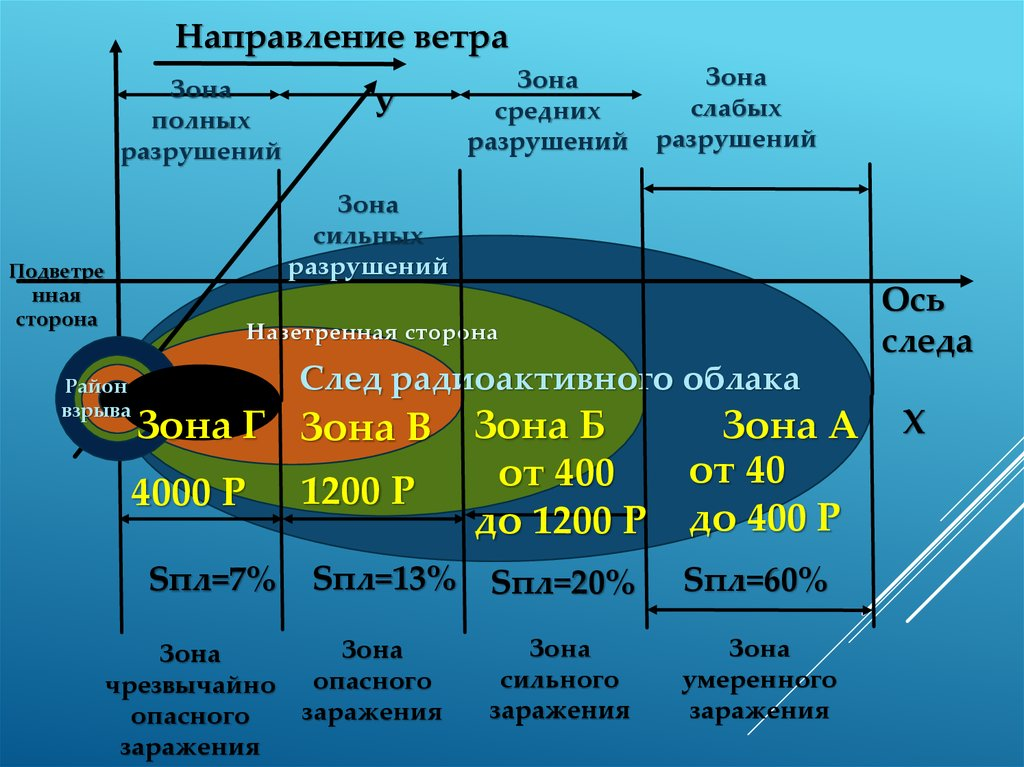 Направление ветра
Зона
полных
разрушений
У
Зона
средних
разрушений
Зона
слабых
разрушений
Зона
сильных
разрушений
Подветре
нная
сторона
Назетренная сторона
Ось
следа
Район
взрыва
След радиоактивного облака
Зона Г
Зона В
Зона Б
Зона А
Х
4000 Р
1200 Р
от 400
до 1200 Р
от 40
до 400 Р
Sпл=7%
Sпл=13%
Sпл=20%
Sпл=60%
Зона
чрезвычайно
опасного
заражения
Зона
опасного
заражения
Зона
сильного
заражения
Зона
умеренного
заражения